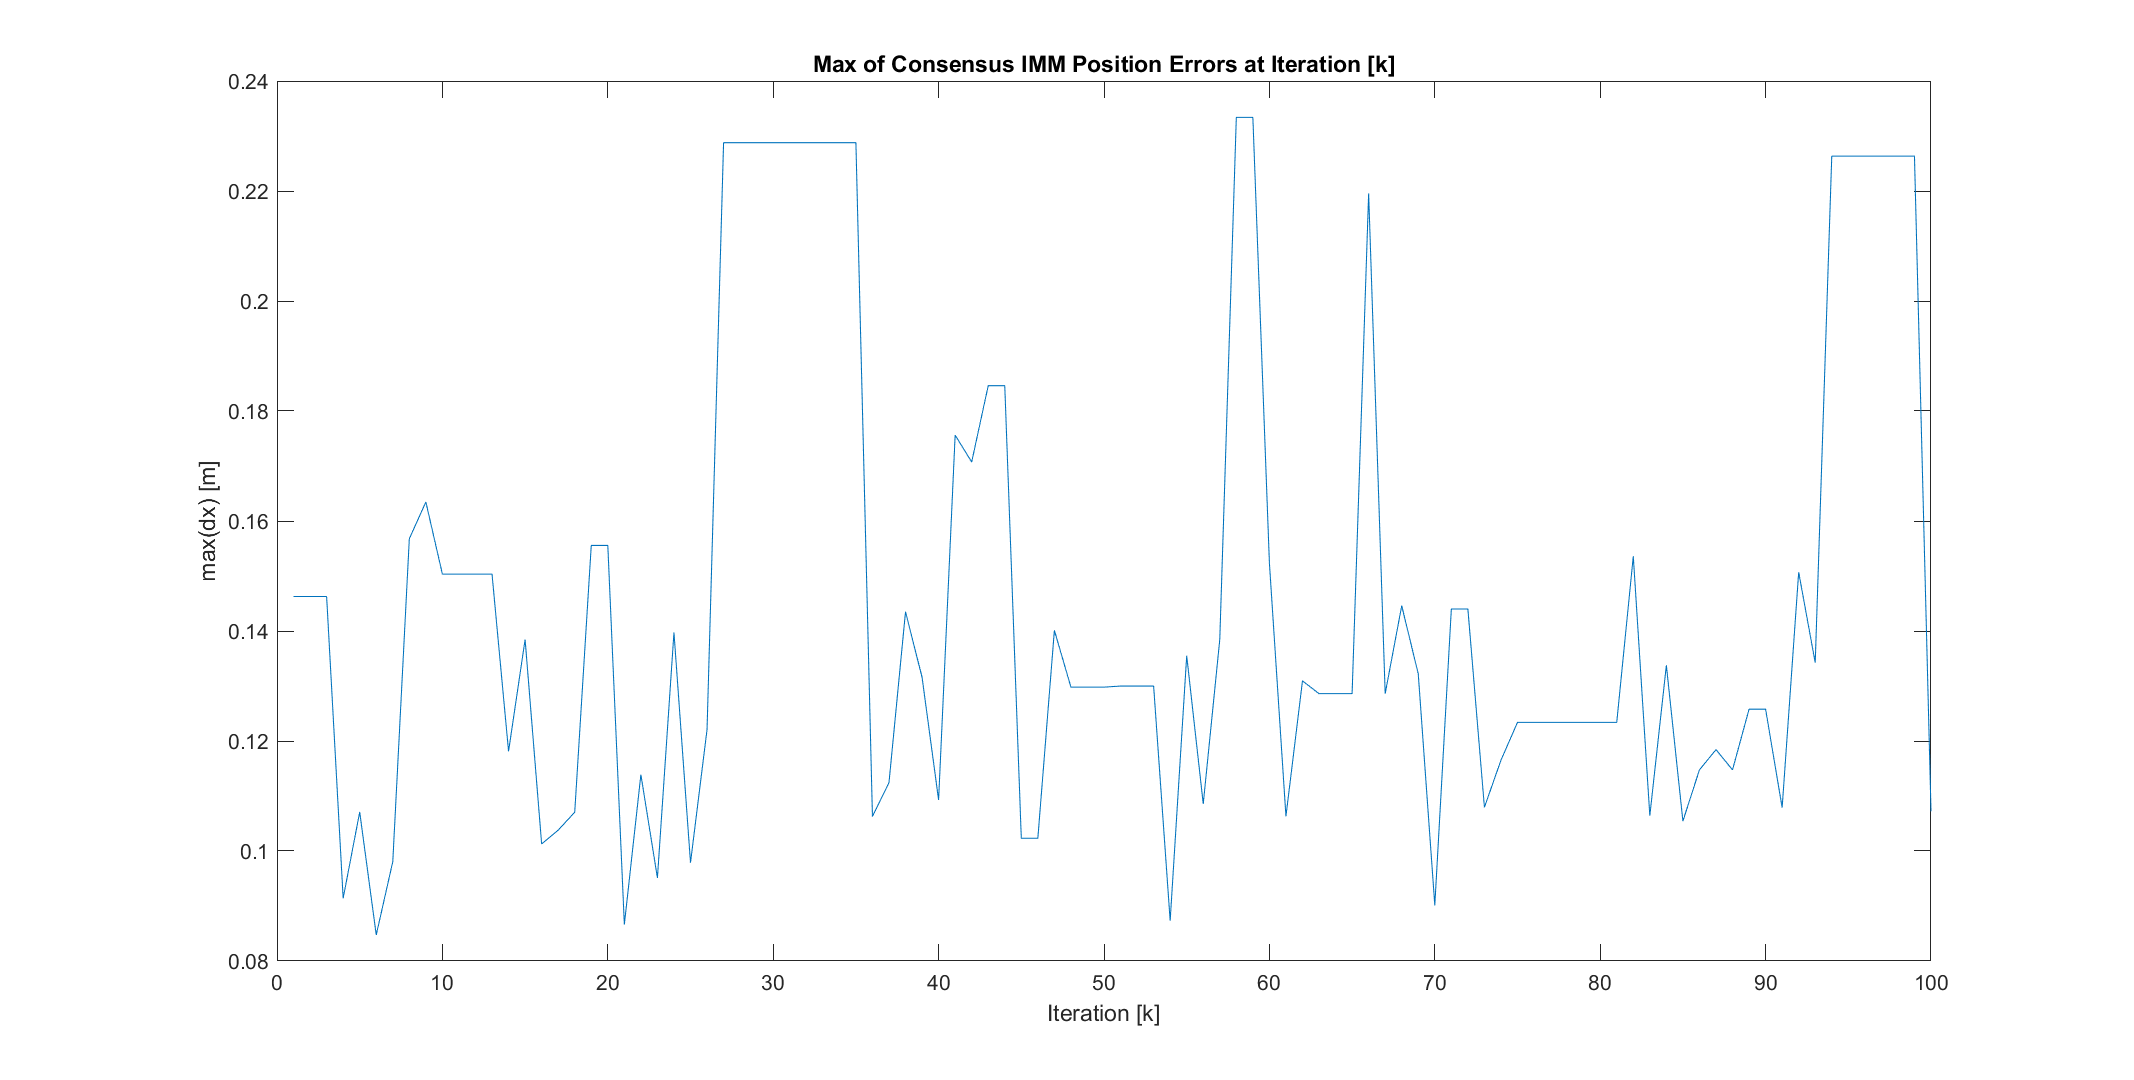 Max of Consensus IMM Position Errors at Iteration [k]
0.24
0.22
0.2
0.18
0.16
0.14
0.12
0.1
0.08
max(dx) [m]
0 10 20 30 40 50 60 70 80 90 100
Iteration [k]